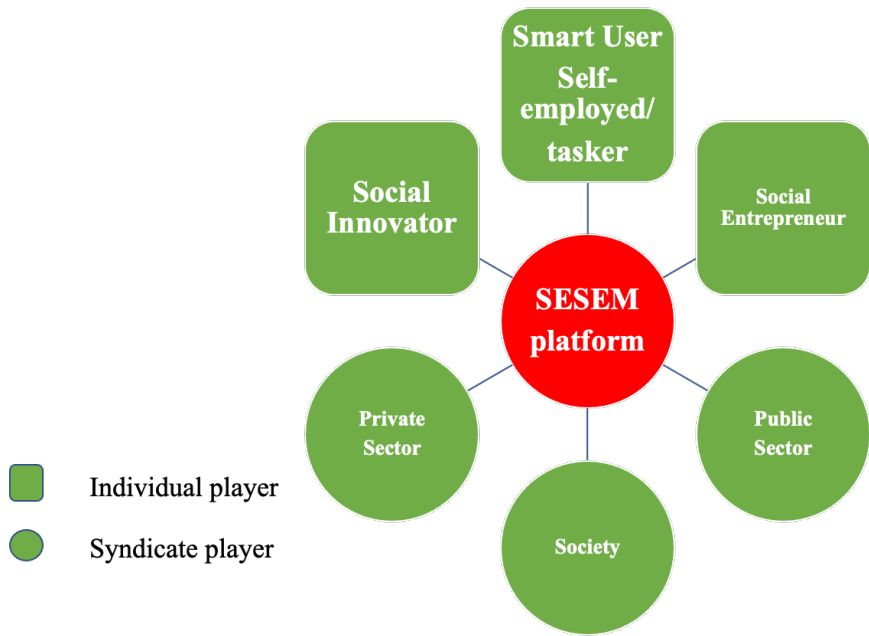 Smart User
Self-
employed/
tasker
Social
Innovator
Social
Entrepreneur
SESEM
platform
Private
Sector
Public
Sector
Society
Individual player
Syndicate player